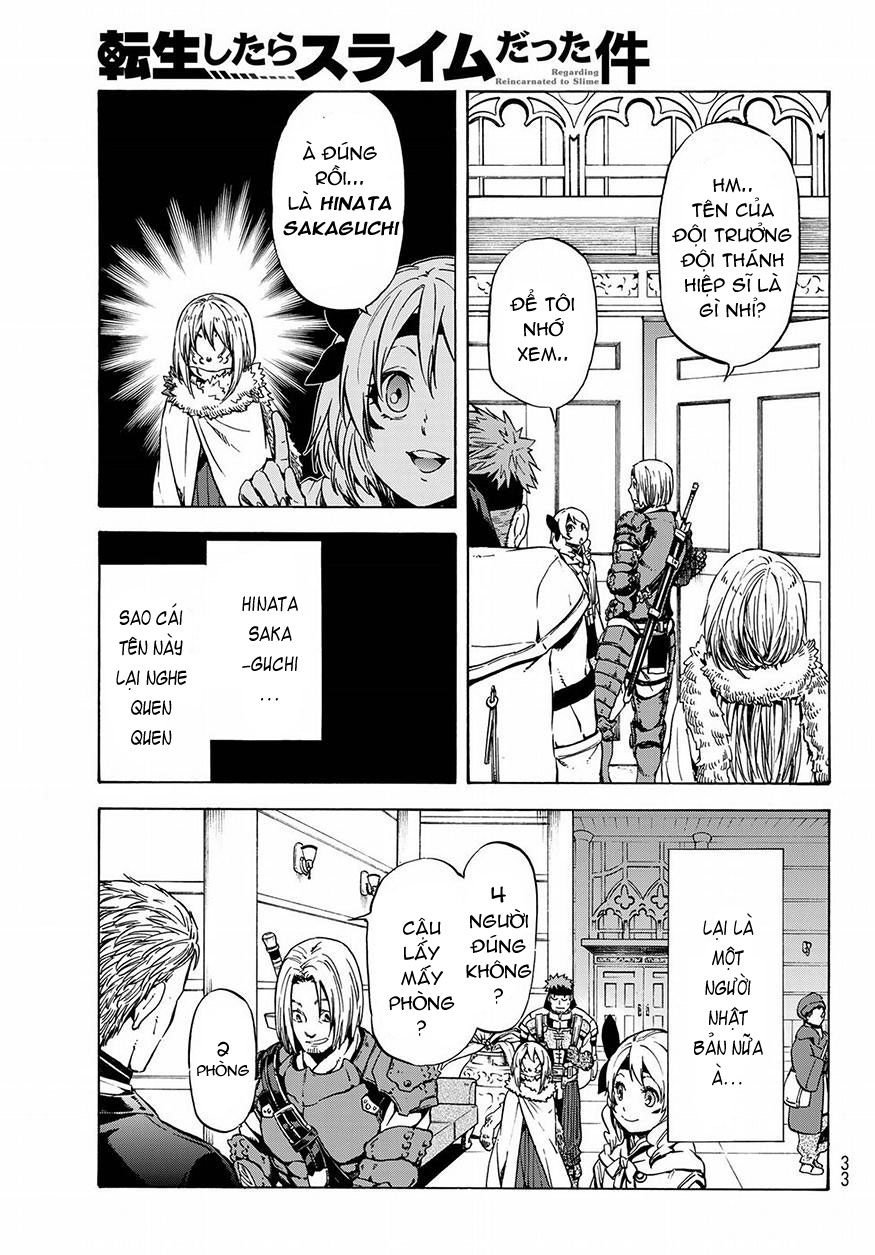 転生したらスライムだった件
Regarding
Reincarnated to Slime
HM..
TÊN CỦA
ĐỘI TRƯỞNG
ĐỘI THÁNH
HIỆP SĨ LÀ
GÌ NHỈ?
ĐỂ TÔI
NHỚ
XEM..
À ĐÚNG
RỒI...
LÀ HINATA
SAKAGUCHI
HINATA
SAKA
-GUCHI
...
SAO CÁI
TÊN NÀY
LẠI NGHE
QUEN
QUEN
LẠI LÀ
MỘT
NGƯỜI
NHẬT
BẢN NỮA
À...
4
NGƯỜI
ĐÚNG
KHÔNG
?
CÂU
LẤY
MẤY
PHÒNG
?
2
PHÒNG
33